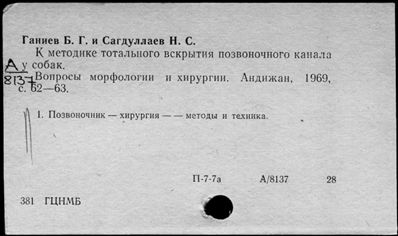 Ганиев Б. Г. и Сагдуллаев Н. С.
К методике тотального вскрытия позвоночного канала
у собак.
A
8137
Вопросы морфологии и хирургии. Андижан, 1969,
с. 62—63.
1. Позвоночник — хирургия — — методы и техника.
П-7-7а А/8137 28
381 ГЦНМБ